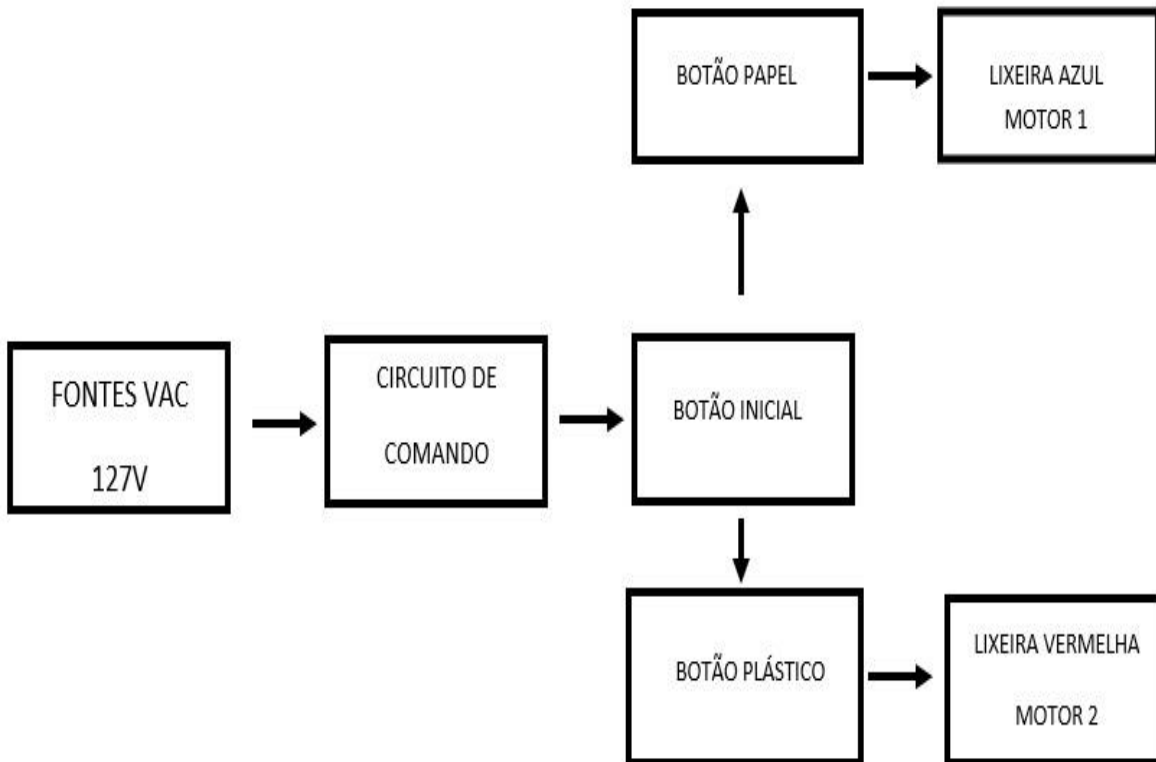 BOTÃO PAPEL
LIXEIRA AZUL
MOTOR 1
FONTES VAC
127V
CIRCUITO DE
COMANDO
BOTÃO INICIAL
BOTÃO PLÁSTICO
LIXEIRA VERMELHA
MOTOR 2